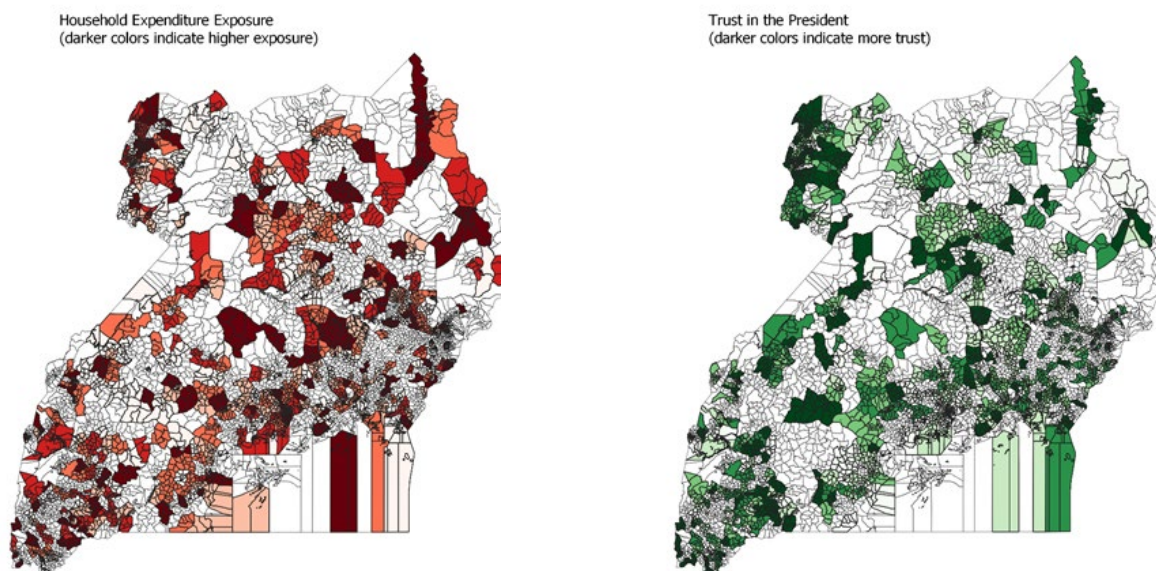 Household Expenditure Exposure
(darker colors indicate higher exposure)
Trust in the President
(darker colors indicate more trust)